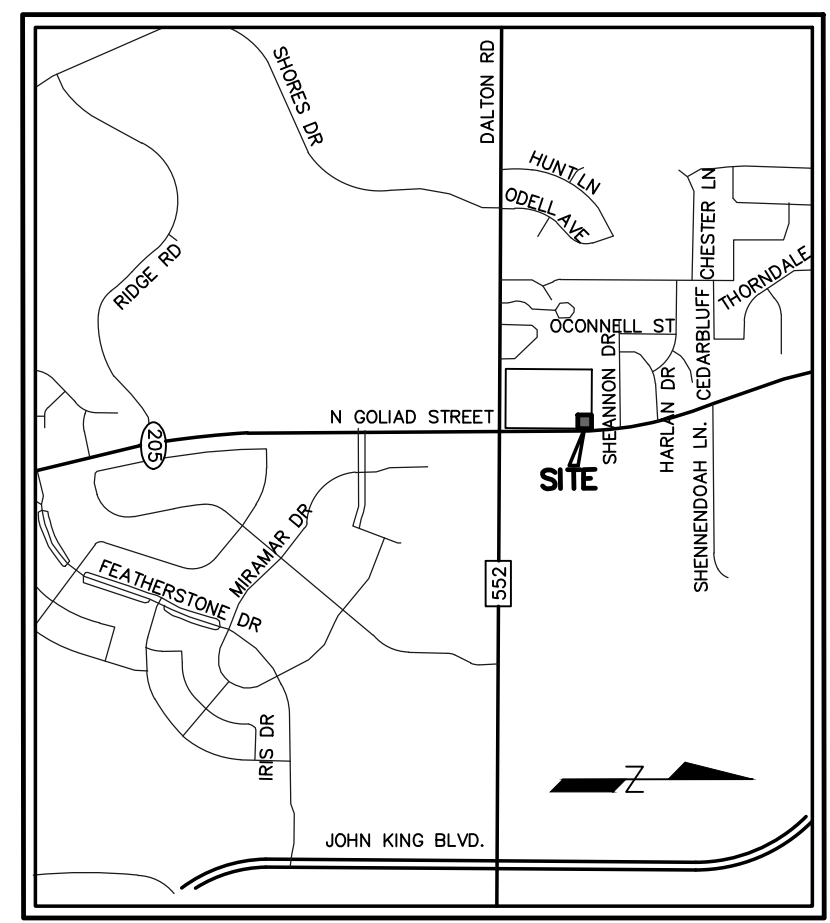 SHORES DR
DALTON RD
HUNT LN
ODELL AVE
CHESTER LN
RIDGE RD
THORNDALE
OCONNELL ST
CEDARBLUFF
SHEANNON DR
HARLAN DR
N GOLIAD STREET
205
SITE
SHENNENDOAH LN.
MIRAMAR DR
FEATHERSTONE DR
552
IRIS DR
Z
JOHN KING BLVD.